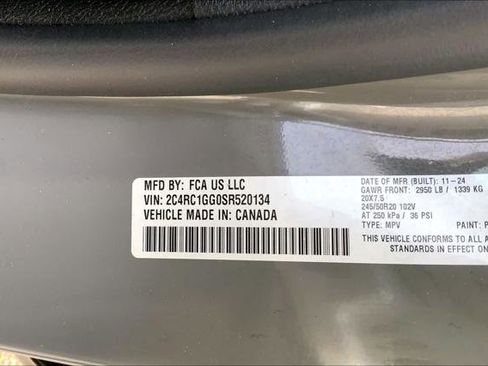 MFD BY: FCA US LLC
VIN: 2C4RC1GG0SR520134
VEHICLE MADE IN: CANADA
DATE OF MFR (BUILT): 11-24
GAWR FRONT: 2950 LB / 1339 KG
20X7.5
245/50R20 102V
AT 250 kPa / 36 PSI
TYPE: MPV PAINT: P
THIS VEHICLE CONFORMS TO ALL A
STANDARDS IN EFFECT ON